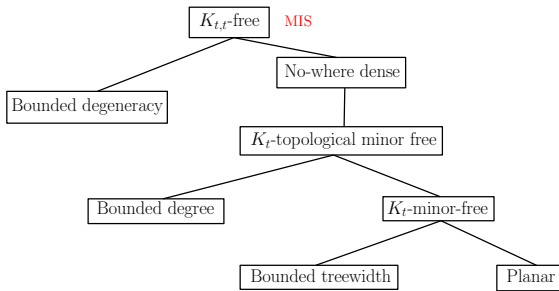 $K_{t,t}$-free MIS
No-where dense
Bounded degeneracy
$K_t$-topological minor free
Bounded degree
$K_t$-minor-free
Bounded treewidth
Planar